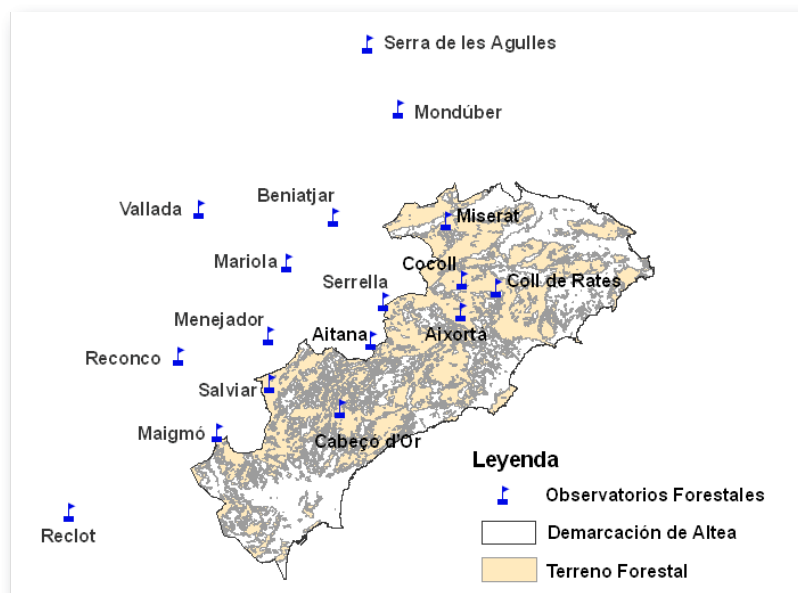 Serra de les Agulles
Mondúber
Beniatjar
Vallada
Miserat
Mariola
Cocoll
Serrella
Coll de Rates
Menejador
Aitana
Aixorta
Reconco
Salviar
Maigmó
Cabeço d'Or
Leyenda
Observatorios Forestales
Reclot
Demarcación de Altea
Terreno Forestal